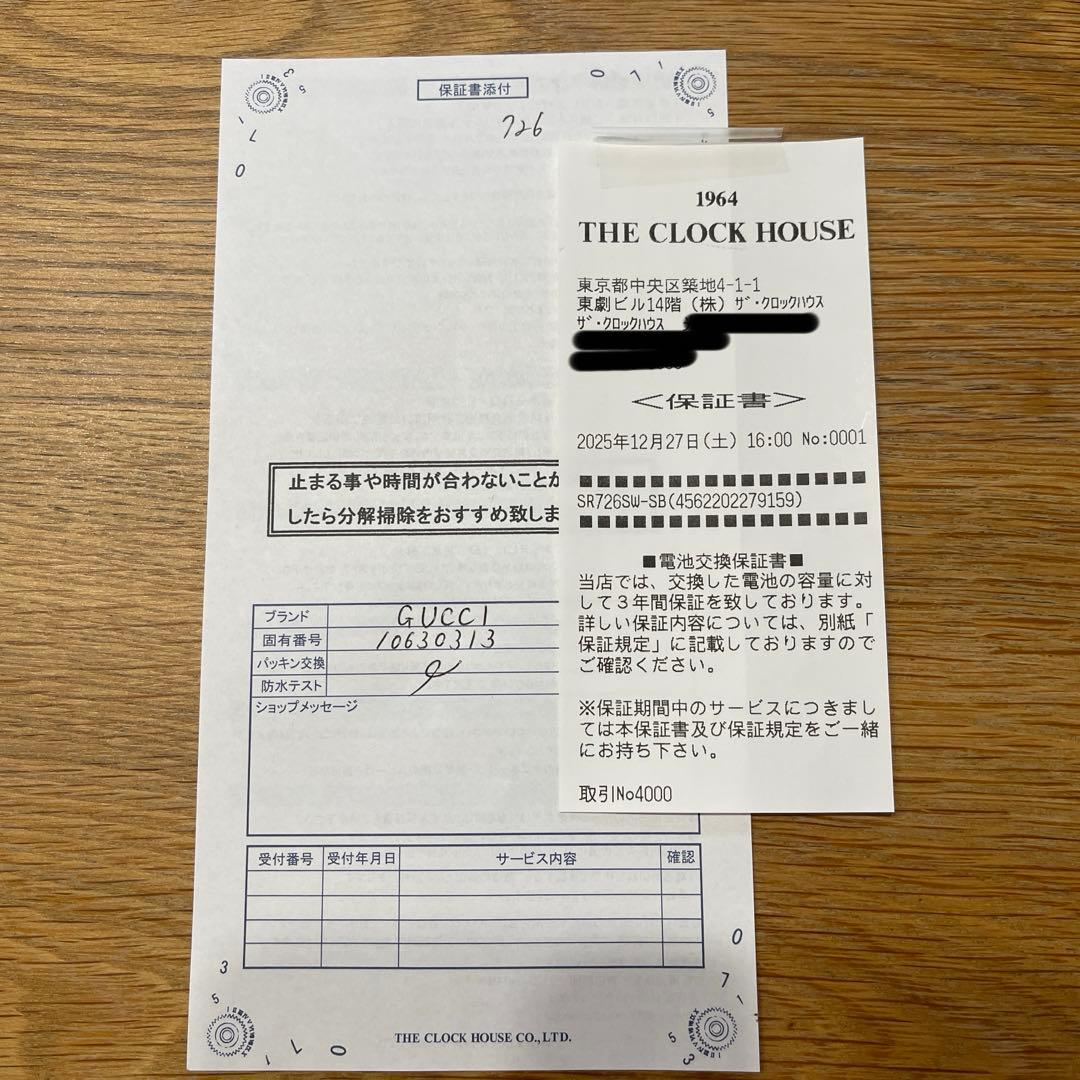 保証書添付
726
1964
THE CLOCK HOUSE
東京都中央区築地4-1-1
東劇ビル14階 (株) ザ・クロックハウス
ザ・クロックハウス
<保証書>
2025年12月27日(土) 16:00 No:0001
SR726SW-SB(4562202279159)
■電池交換保証書■
当店では、交換した電池の容量に対
して3年間保証を致しております。
詳しい保証内容については、別紙「
保証規定」に記載しておりますので
ご確認ください。
※保証期間中のサービスにつきまし
ては本保証書及び保証規定をご一緒
にお持ち下さい。
取引No4000
止まる事や時間が合わないことが
したら分解掃除をおすすめ致しま
ブランド GUCCI
固有番号 10630313
パッキン交換
防水テスト
ショップメッセージ
受付番号 受付年月日 サービス内容 確認
THE CLOCK HOUSE CO.,LTD.